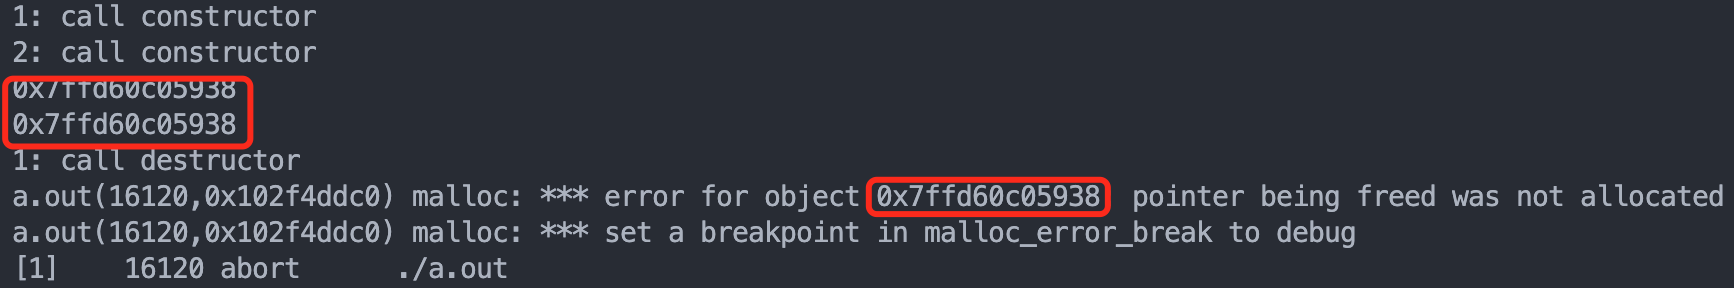 1: call constructor
2: call constructor
0x7ffd60c05938
0x7ffd60c05938
1: call destructor
a.out(16120,0x102f4ddc0) malloc: *** error for object 0x7ffd60c05938 pointer being freed was not allocated
a.out(16120,0x102f4ddc0) malloc: *** set a breakpoint in malloc_error_break to debug
[1]    16120 abort      ./a.out